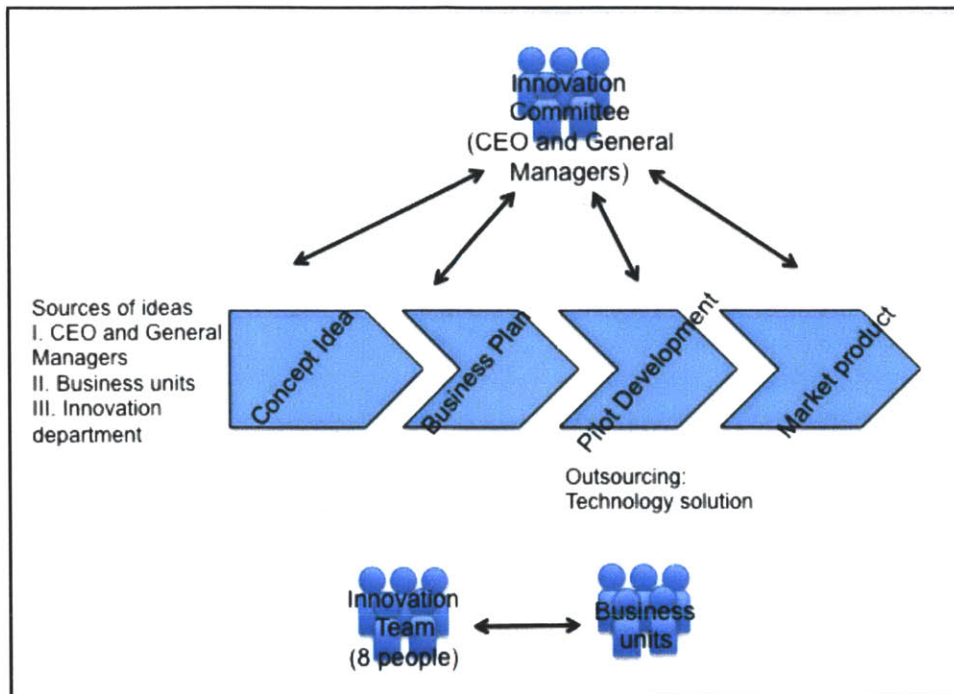 Innovation
Committee
(CEO and General
Managers)
Sources of ideas
I. CEO and General
Managers
II. Business units
III. Innovation
department
Concept Idea
Business Plan
Pilot Development
Market product
Outsourcing:
Technology solution
Innovation
Team
(8 people)
Business
units